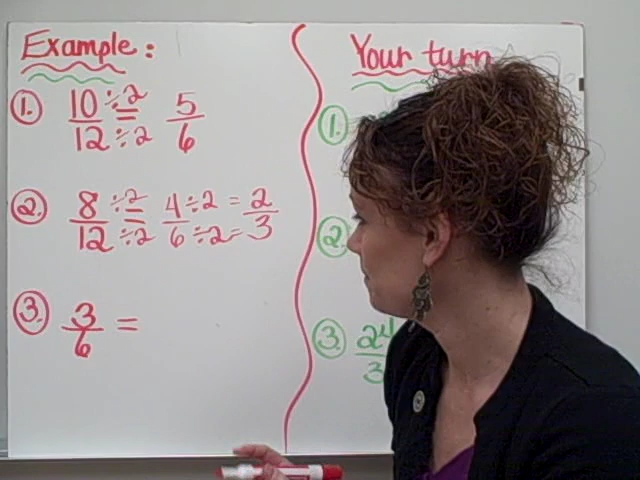 Example:
1. 10/12 ÷2/÷2 = 5/6
2. 8/12 ÷2/÷2 = 4/6 ÷2/÷2 == 2/3
3. 3/6 =
Your turn
1.
2.
3. 24/3